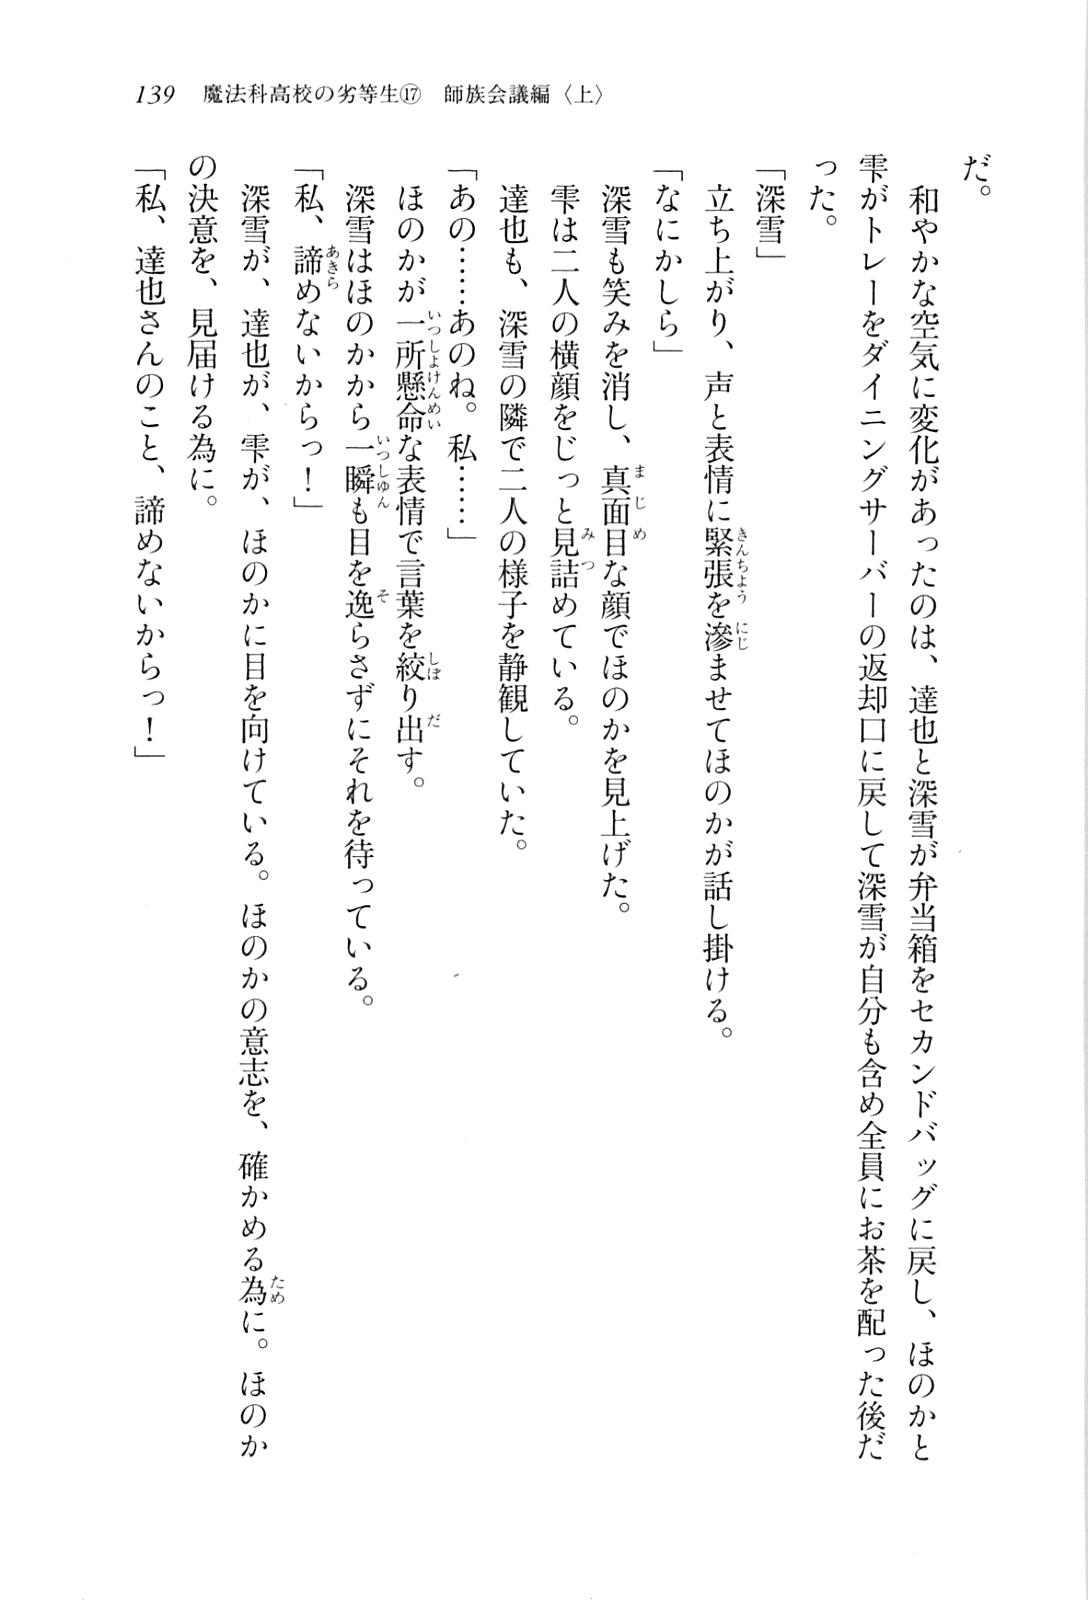 139　魔法科高校の劣等生⑰　師族会議編〈上〉
だ。
　和やかな空気に変化があったのは、達也と深雪が弁当箱をセカンドバッグに戻し、ほのかと
雫がトレーをダイニングサーバーの返却口に戻して深雪が自分も含め全員にお茶を配った後だ
った。
「深雪」
　立ち上がり、声と表情に緊張を滲ませてほのかが話し掛ける。
「なにかしら」
　深雪も笑みを消し、真面目な顔でほのかを見上げた。
　雫は二人の横顔をじっと見詰めている。
　達也も、深雪の隣で二人の様子を静観していた。
「あの……あのね。私……」
　ほのかが一所懸命な表情で言葉を絞り出す。
　深雪はほのかから一瞬も目を逸らさずにそれを待っている。
「私、諦めないからっ！」
　深雪が、達也が、雫が、ほのかに目を向けている。ほのかの意志を、確かめる為に。ほのか
の決意を、見届ける為に。
「私、達也さんのこと、諦めないからっ！」